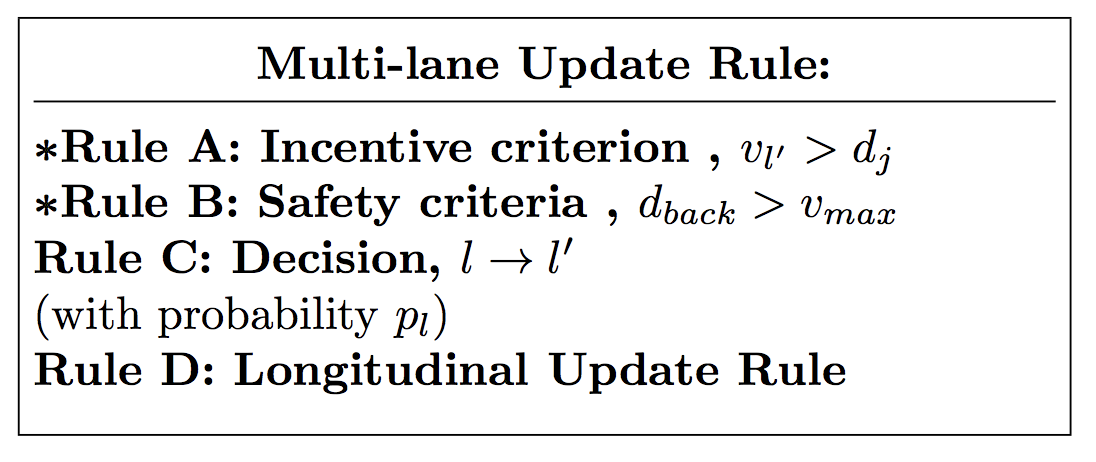 Multi-lane Update Rule:
∗Rule A: Incentive criterion , v_{l′} > d_j
∗Rule B: Safety criteria , d_{back} > v_{max}
Rule C: Decision, l → l′
(with probability p_l)
Rule D: Longitudinal Update Rule